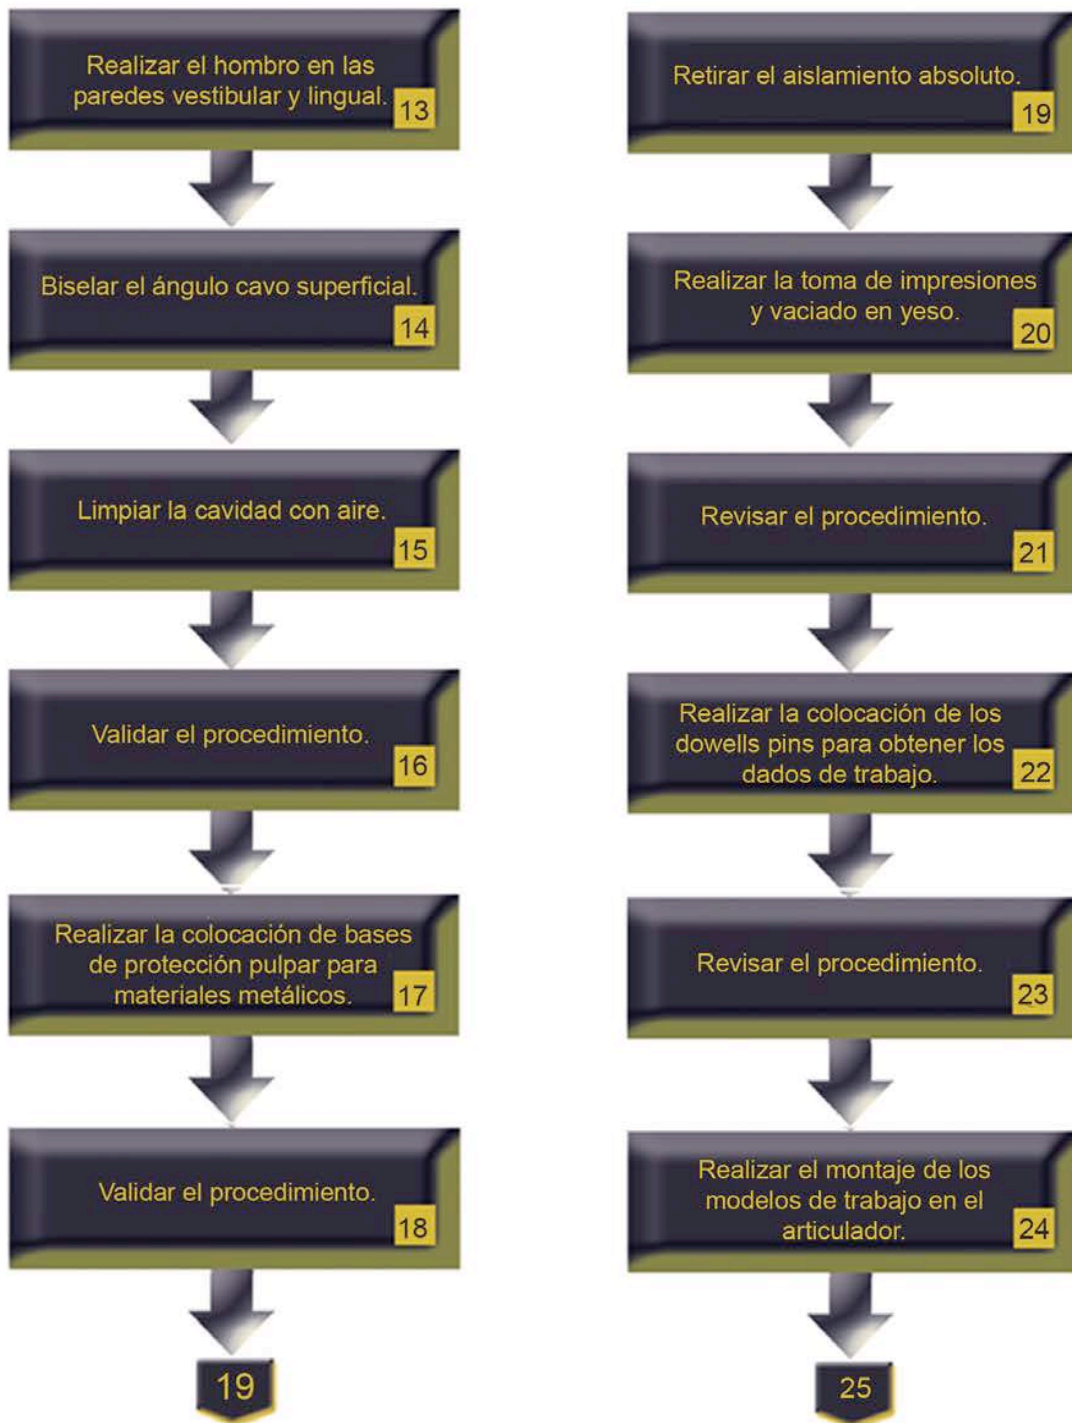 Realizar el hombro en las
paredes vestibular y lingual.
13
Biselar el ángulo cavo superficial.
14
Limpiar la cavidad con aire.
15
Validar el procedimiento.
16
Realizar la colocación de bases
de protección pulpar para
materiales metálicos.
17
Validar el procedimiento.
18
19
Retirar el aislamiento absoluto.
19
Realizar la toma de impresiones
y vaciado en yeso.
20
Revisar el procedimiento.
21
Realizar la colocación de los
dowells pins para obtener los
dados de trabajo.
22
Revisar el procedimiento.
23
Realizar el montaje de los
modelos de trabajo en el
articulador.
24
25